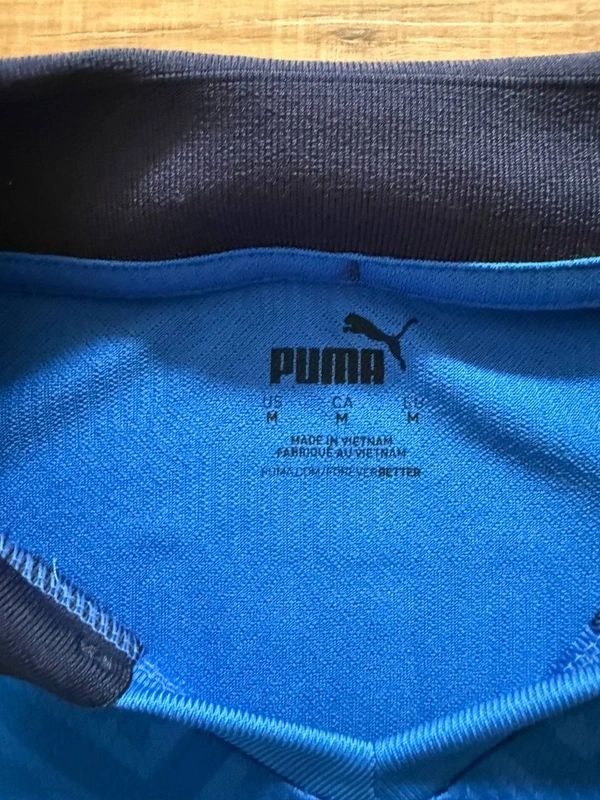 PUMA
US CA EU
M M M
MADE IN VIETNAM
FABRIQUÉ AU VIETNAM
PUMA.COM/FOREVERBETTER